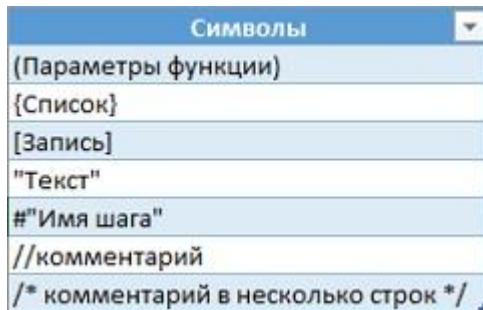 Символы
(Параметры функции)
{Список}
[Запись]
"Текст"
#"Имя шага"
//комментарий
/* комментарий в несколько строк */